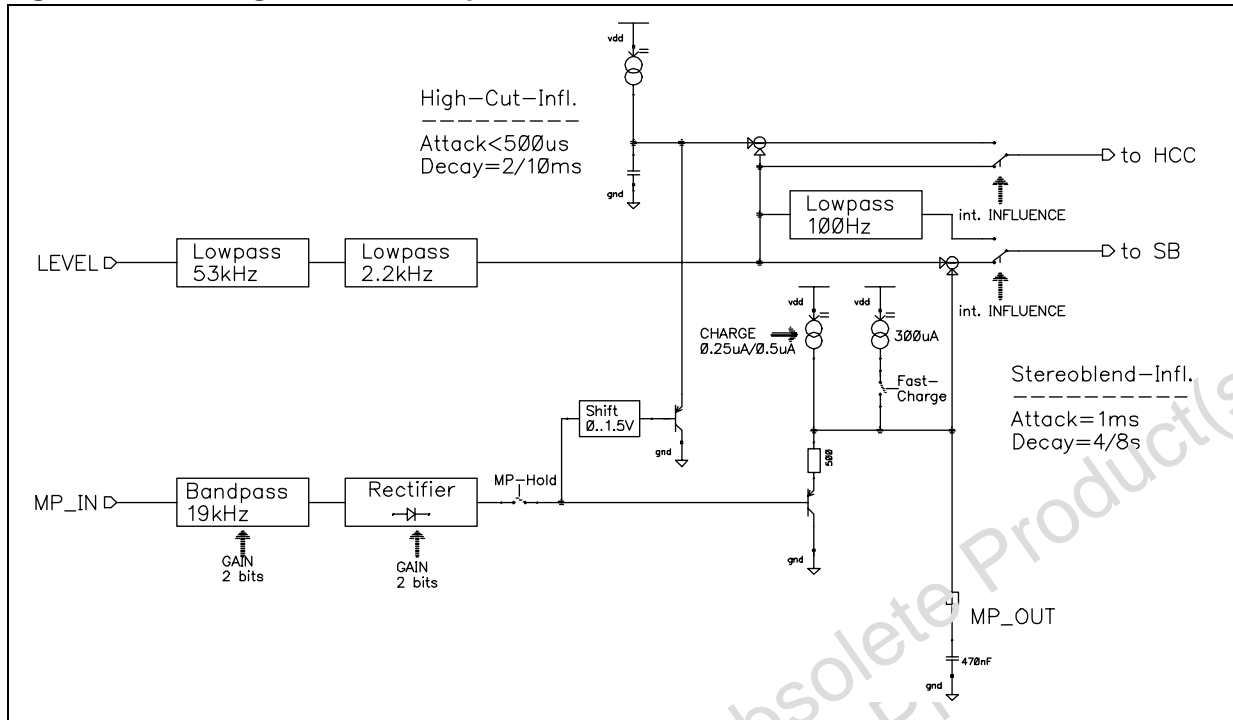 vdd
High-Cut-Infl.
Attack<500us
Decay=2/10ms
gnd
to HCC
int. INFLUENCE
Lowpass
100Hz
LEVEL
Lowpass
53kHz
Lowpass
2.2kHz
to SB
int. INFLUENCE
vdd
vdd
CHARGE
0.25uA/0.5uA
300uA
Fast-
Charge
Stereoblend-Infl.
Attack=1ms
Decay=4/8s
Shift
0..1.5V
gnd
500
MP_IN
Bandpass
19kHz
Rectifier
MP-Hold
GAIN
2 bits
GAIN
2 bits
gnd
MP_OUT
470nF
gnd
bsolete Product(s